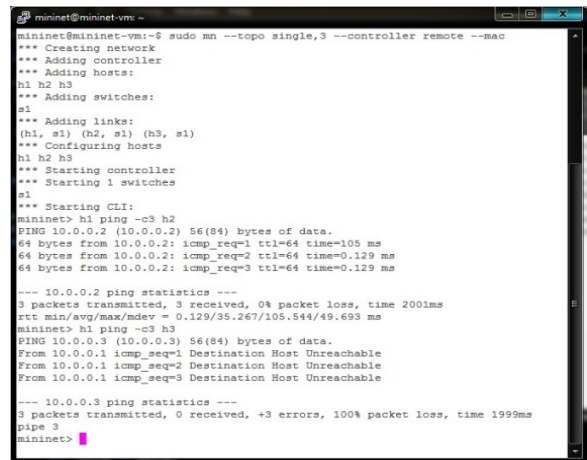 mininet@mininet-vm: ~
mininet@mininet-vm:~$ sudo mn --topo single,3 --controller remote --mac
*** Creating network
*** Adding controller
*** Adding hosts:
h1 h2 h3
*** Adding switches:
s1
*** Adding links:
(h1, s1) (h2, s1) (h3, s1)
*** Configuring hosts
h1 h2 h3
*** Starting controller
*** Starting 1 switches
s1
*** Starting CLI:
mininet> h1 ping -c3 h2
PING 10.0.0.2 (10.0.0.2) 56(84) bytes of data.
64 bytes from 10.0.0.2: icmp_req=1 ttl=64 time=105 ms
64 bytes from 10.0.0.2: icmp_req=2 ttl=64 time=0.129 ms
64 bytes from 10.0.0.2: icmp_req=3 ttl=64 time=0.129 ms
--- 10.0.0.2 ping statistics ---
3 packets transmitted, 3 received, 0% packet loss, time 2001ms
rtt min/avg/max/mdev = 0.129/35.267/105.544/49.693 ms
mininet> h1 ping -c3 h3
PING 10.0.0.3 (10.0.0.3) 56(84) bytes of data.
From 10.0.0.1 icmp_seq=1 Destination Host Unreachable
From 10.0.0.1 icmp_seq=2 Destination Host Unreachable
From 10.0.0.1 icmp_seq=3 Destination Host Unreachable
--- 10.0.0.3 ping statistics ---
3 packets transmitted, 0 received, +3 errors, 100% packet loss, time 1999ms
pipe 3
mininet>